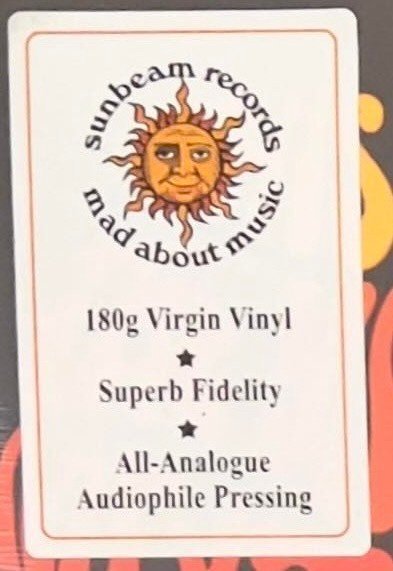 sunbeam records
mad about music
180g Virgin Vinyl
★
Superb Fidelity
★
All-Analogue
Audiophile Pressing